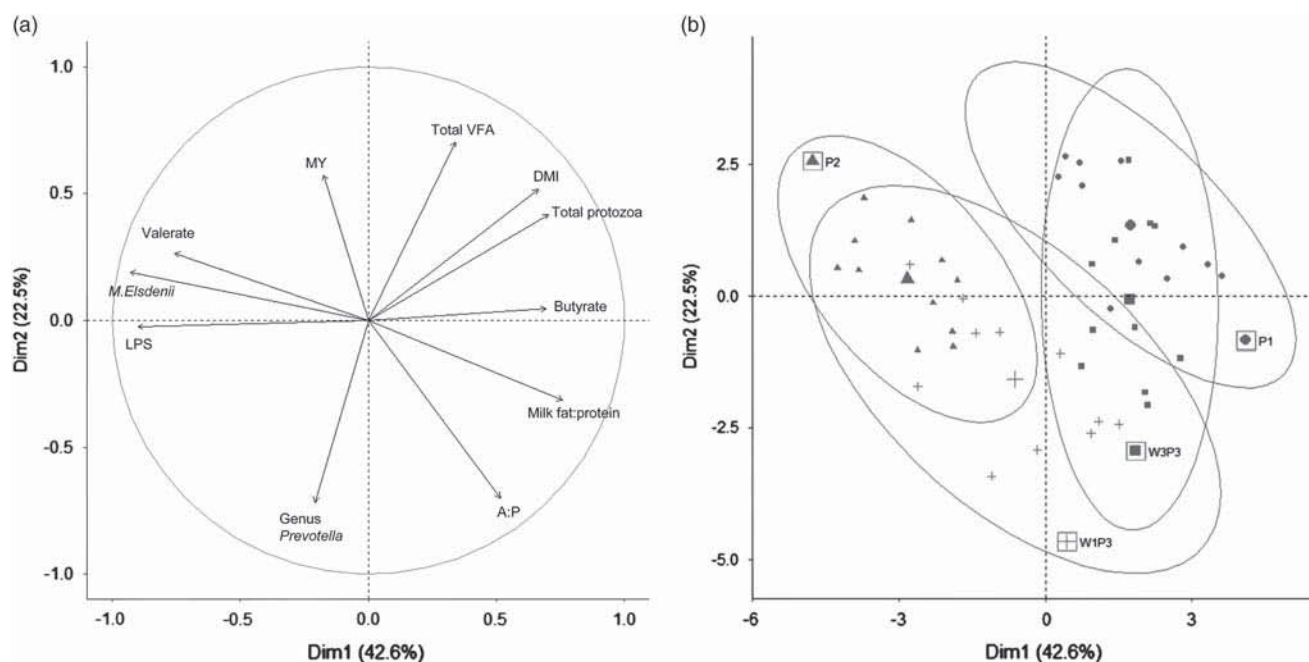 (a)
1.0
0.5
0.0
-0.5
-1.0
Total VFA
MY
DMI
Total protozoa
Valerate
M.Elsdenii
Butyrate
LPS
Milk fat:protein
A:P
Genus
Prevotella
-1.0
-0.5
0.0
0.5
1.0
Dim2 (22.5%)
Dim1 (42.6%)
(b)
2.5
0.0
-2.5
-5.0
P2
P1
W3P3
W1P3
-6
-3
0
3
Dim2 (22.5%)
Dim1 (42.6%)